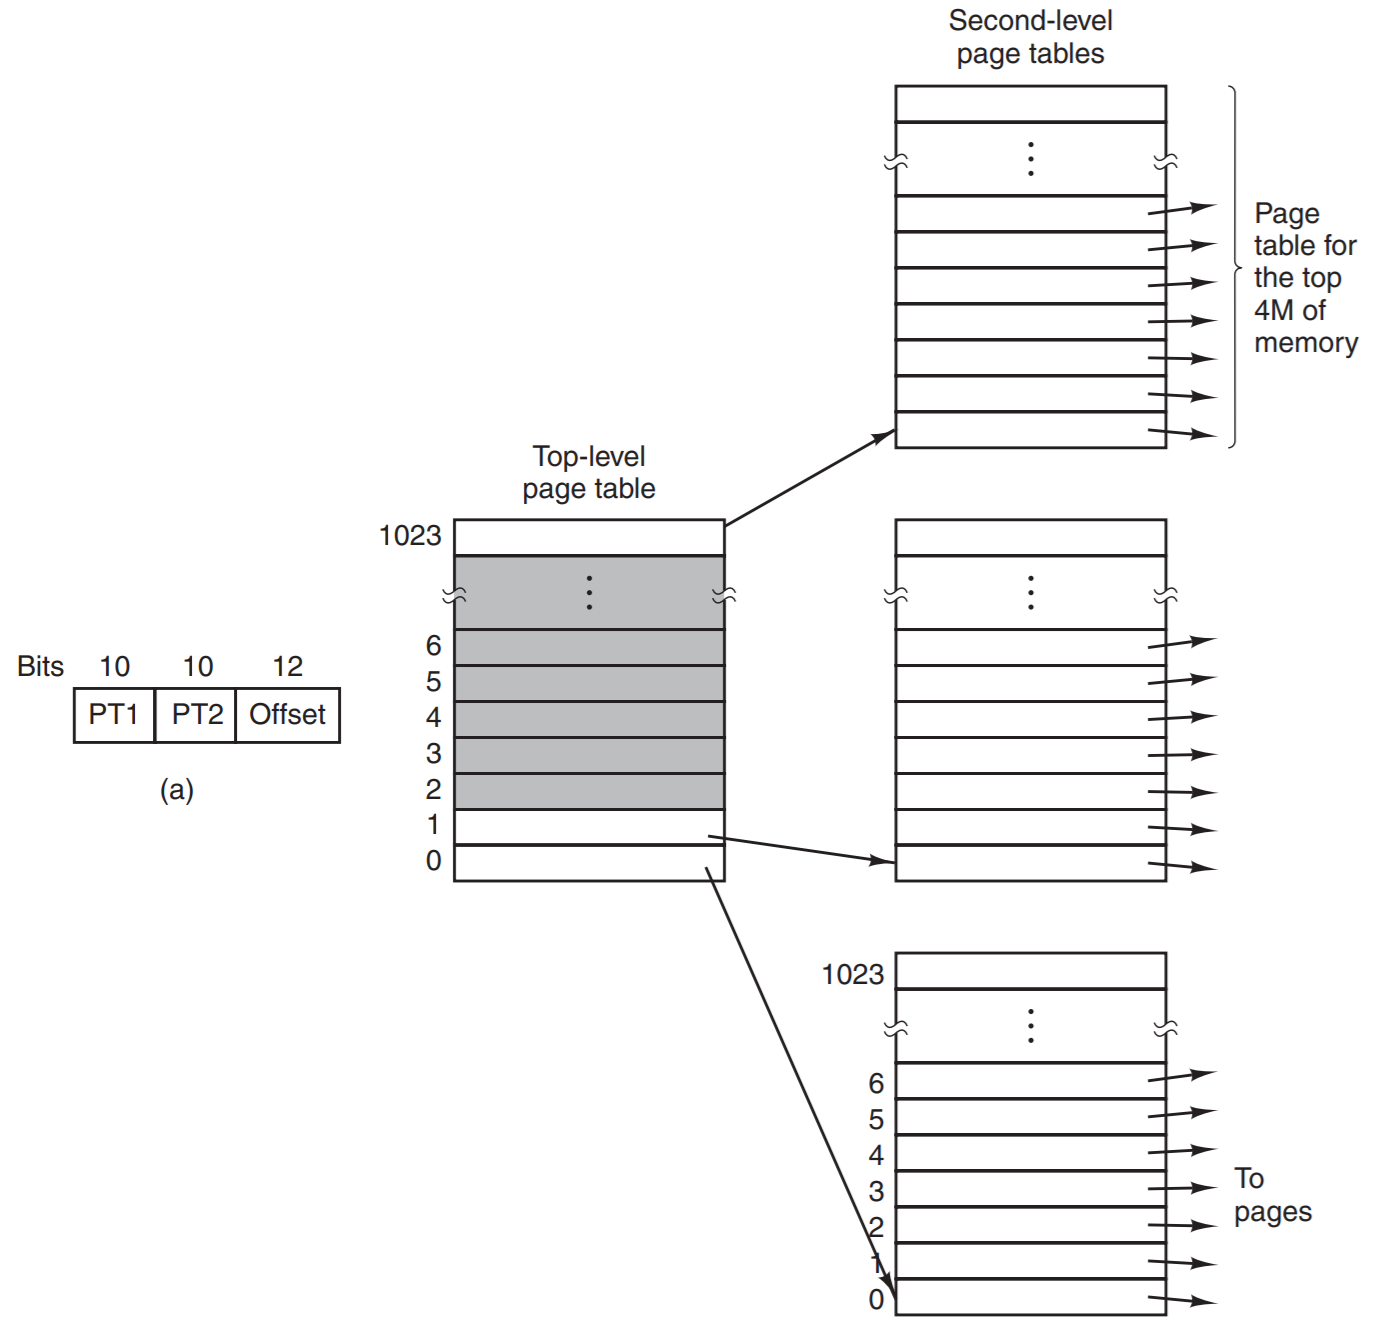 Second-level
page tables
Page
table for
the top
4M of
memory
Top-level
page table
1023
6
5
4
3
2
1
0
Bits 10 10 12
PT1 PT2 Offset
(a)
1023
6
5
4
3
2
1
0
To
pages